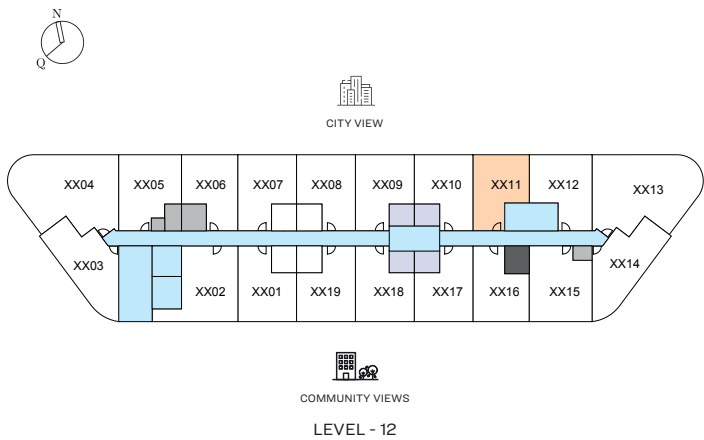 N
Q
CITY VIEW
XX04
XX05
XX06
XX07
XX08
XX09
XX10
XX11
XX12
XX13
XX03
XX02
XX01
XX19
XX18
XX17
XX16
XX15
XX14
COMMUNITY VIEWS
LEVEL - 12